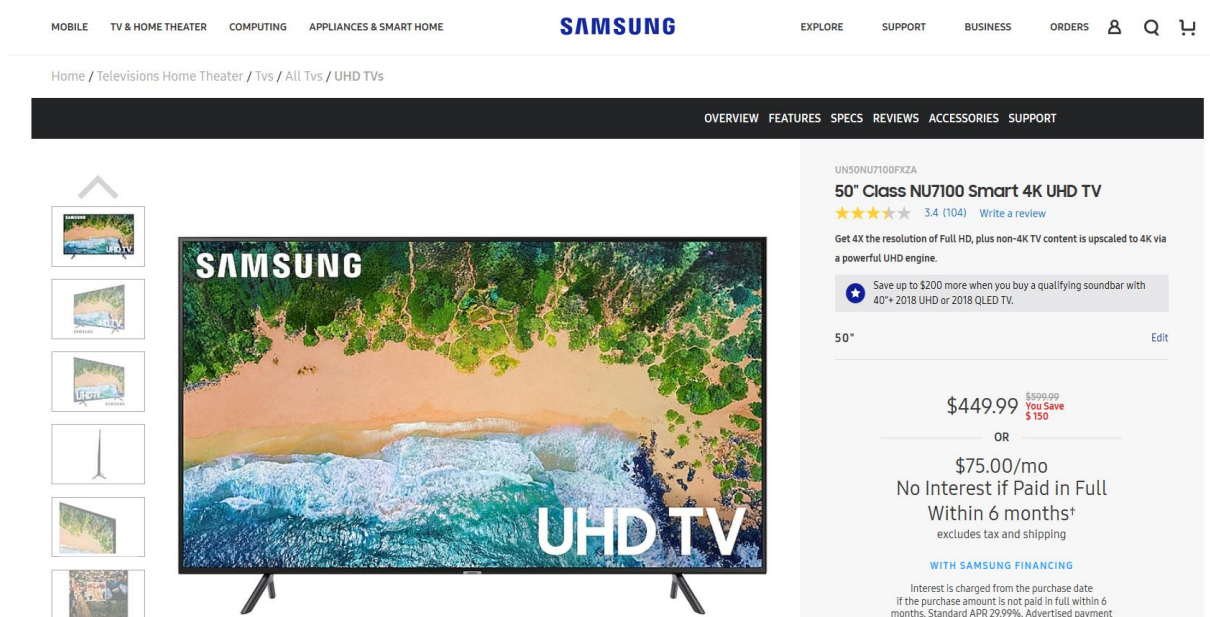 MOBILE TV & HOME THEATER COMPUTING APPLIANCES & SMART HOME SAMSUNG EXPLORE SUPPORT BUSINESS ORDERS
Home / Televisions Home Theater / Tvs / All Tvs / UHD TVs
OVERVIEW FEATURES SPECS REVIEWS ACCESSORIES SUPPORT
SAMSUNG
UHD TV
UN50NU7100FXZA
50" Class NU7100 Smart 4K UHD TV
3.4 (104) Write a review
Get 4X the resolution of Full HD, plus non-4K TV content is upscaled to 4K via
a powerful UHD engine.
Save up to $200 more when you buy a qualifying soundbar with
40"+ 2018 UHD or 2018 QLED TV.
50" Edit
$449.99 $599.99
You Save
$ 150
OR
$75.00/mo
No Interest if Paid in Full
Within 6 months†
excludes tax and shipping
WITH SAMSUNG FINANCING
Interest is charged from the purchase date
if the purchase amount is not paid in full within 6
months. Standard APR 29.99%. Advertised payment